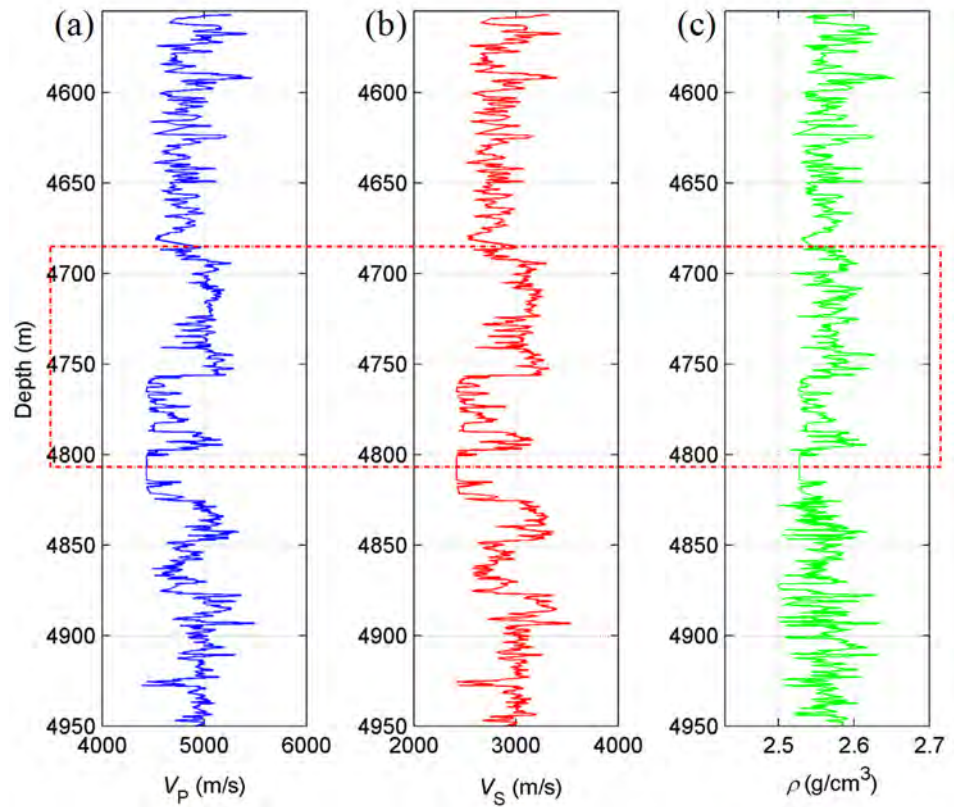 (a) (b) (c)
4600 4600 4600
4650 4650 4650
4700 4700 4700
4750 4750 4750
4800 4800 4800
4850 4850 4850
4900 4900 4900
4950 4950 4950
Depth (m)
4000 5000 6000 2000 3000 4000 2.5 2.6 2.7
V_P (m/s) V_S (m/s) ρ (g/cm³)